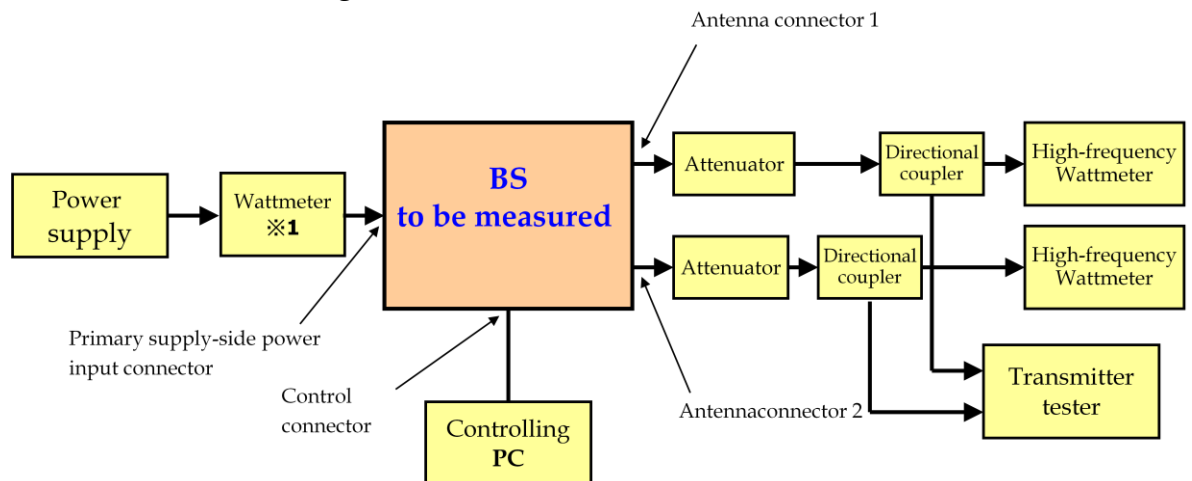 Antenna connector 1
Power
supply
Wattmeter
※1
BS
to be measured
Attenuator
Directional
coupler
High-frequency
Wattmeter
Attenuator
Directional
coupler
High-frequency
Wattmeter
Primary supply-side power
input connector
Control
connector
Controlling
PC
Antennaconnector 2
Transmitter
tester